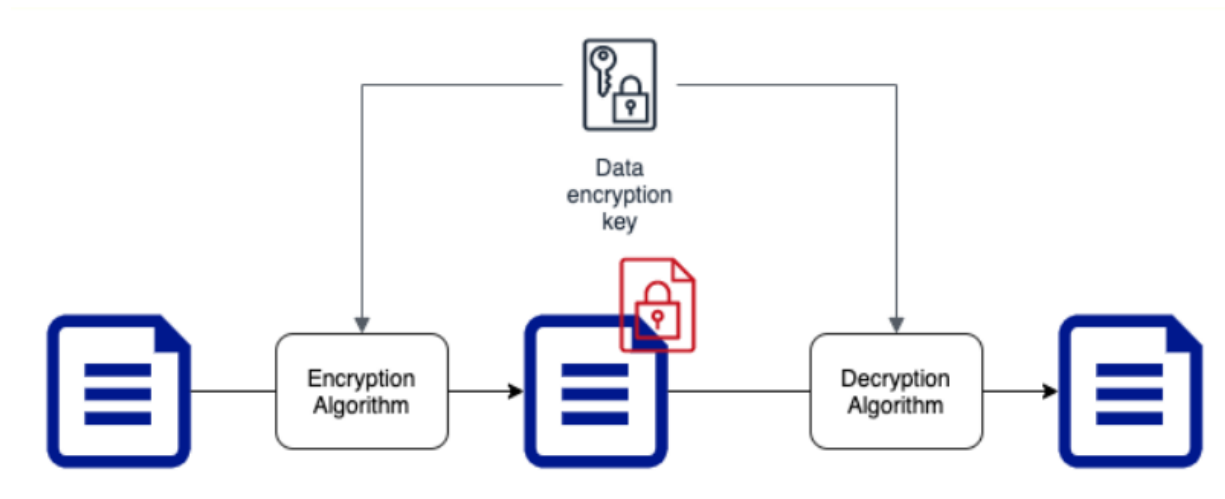 Data
encryption
key
Encryption
Algorithm
Decryption
Algorithm